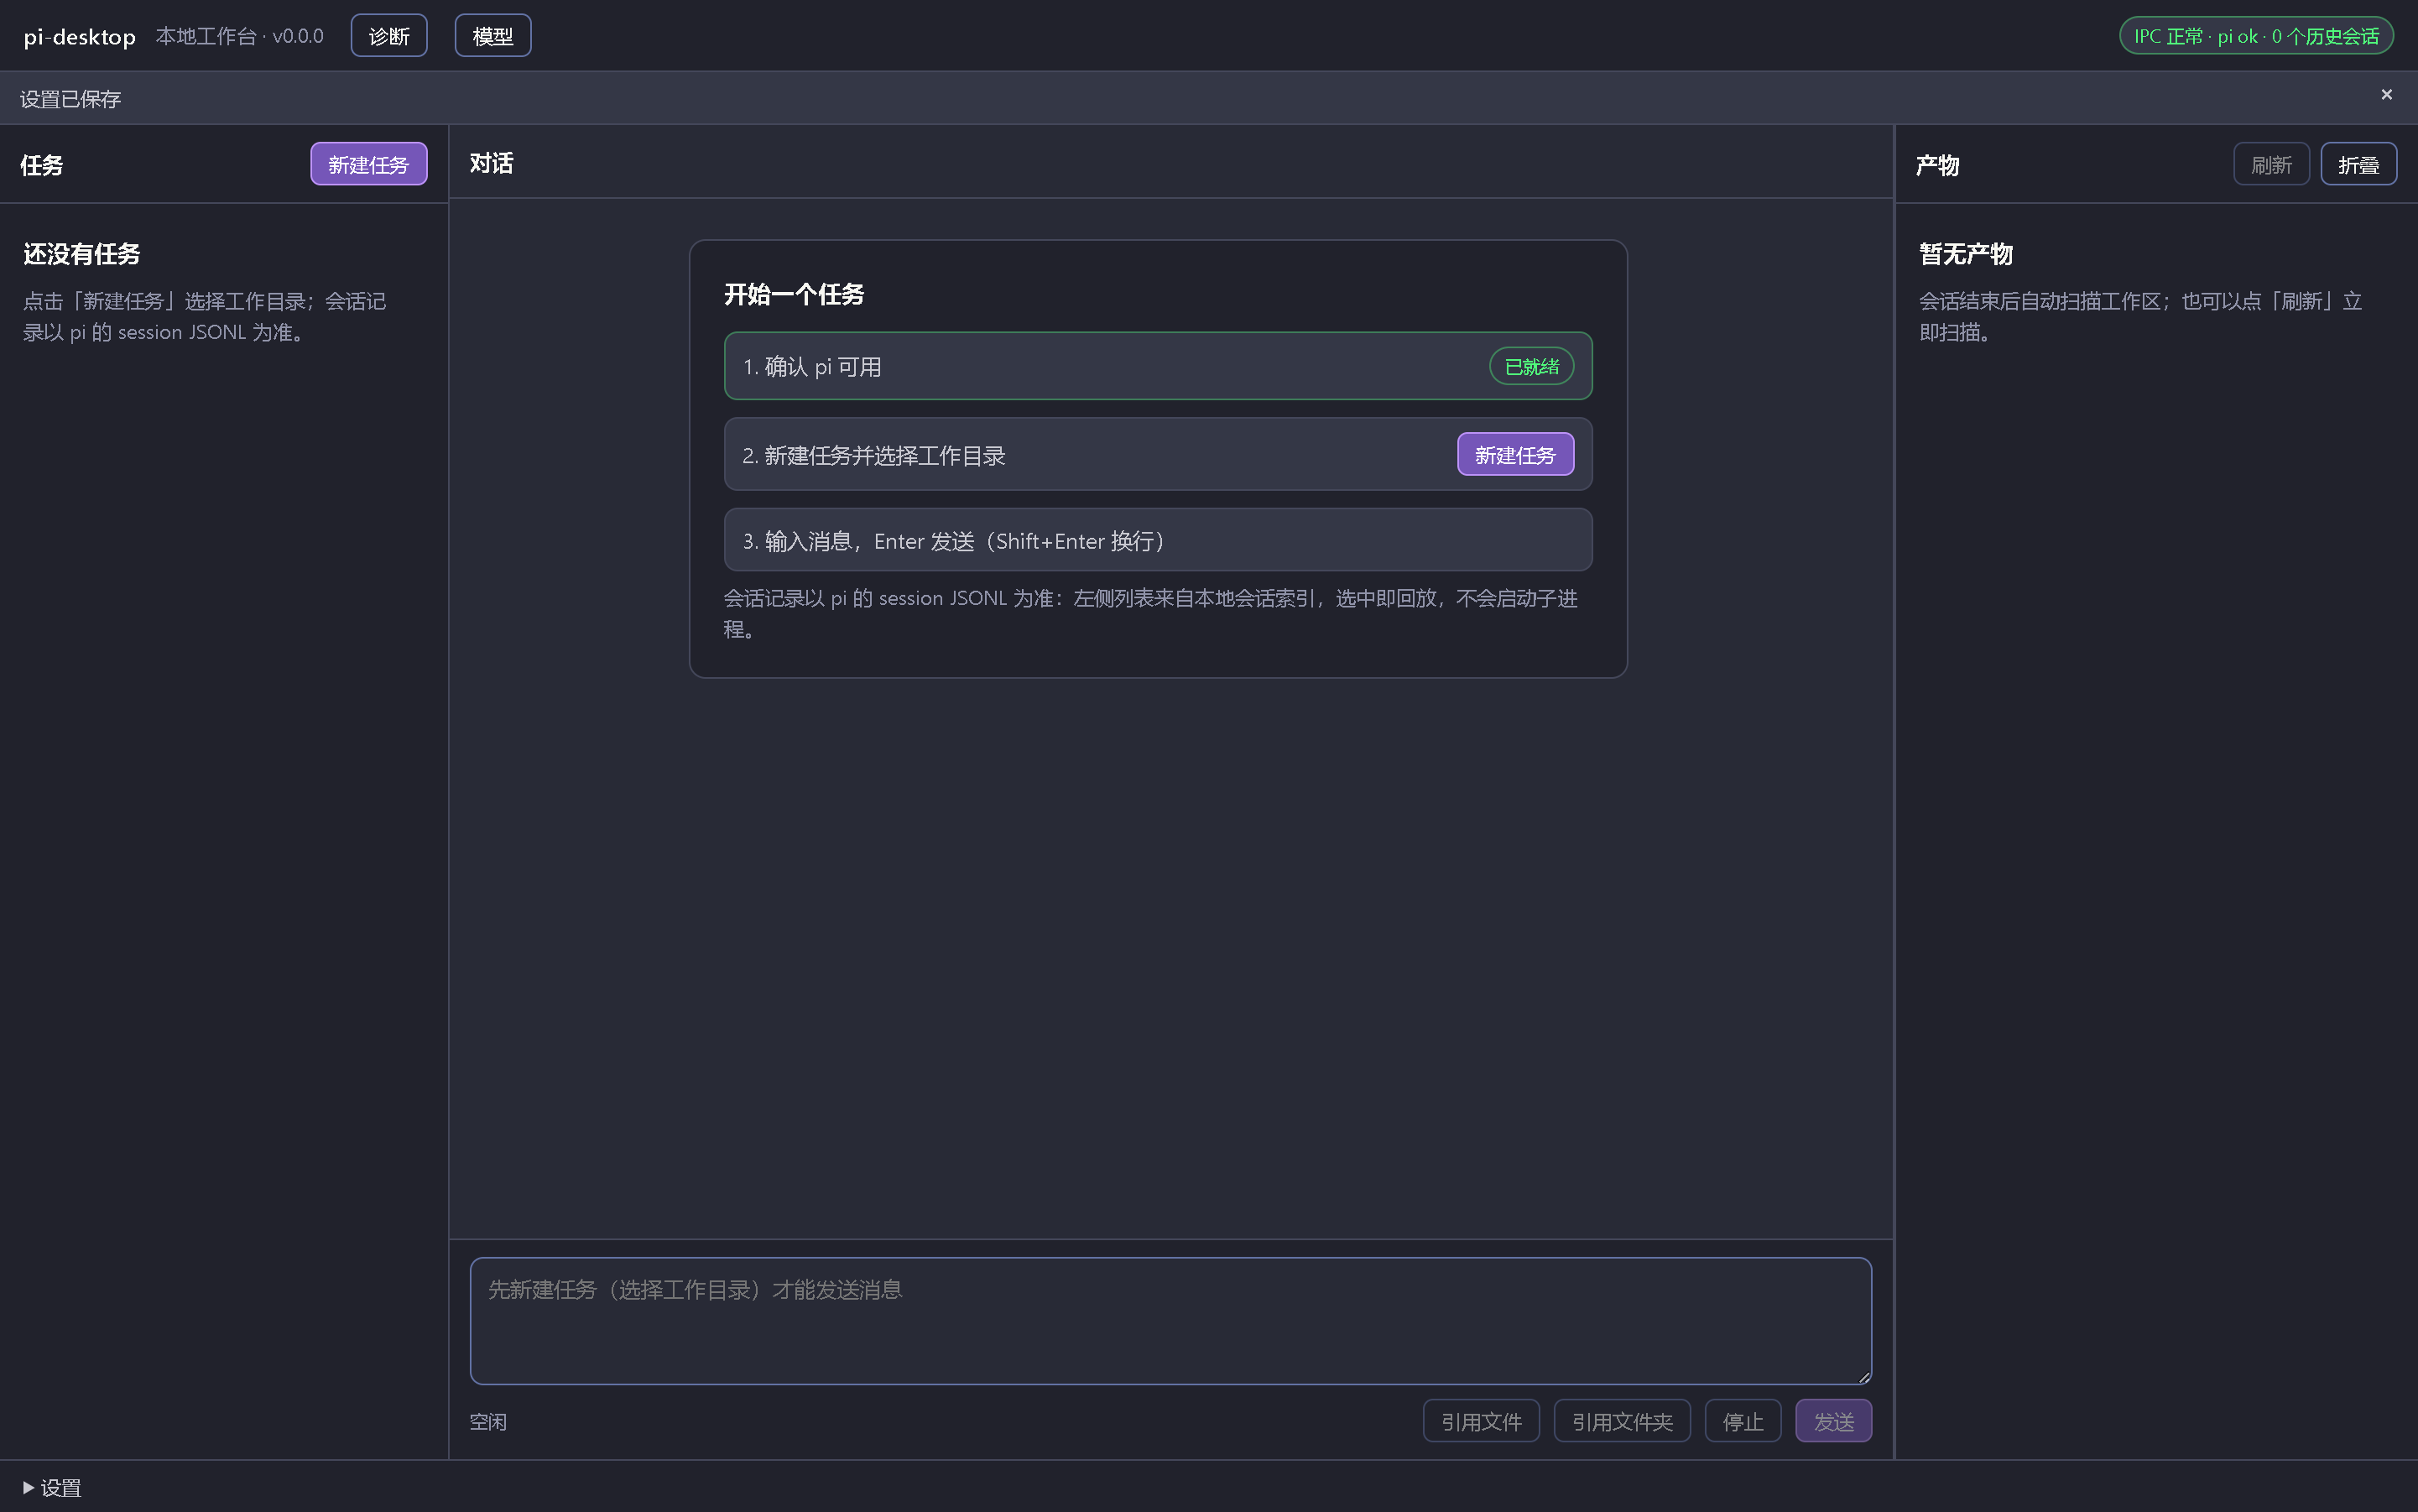 pi-desktop 本地工作台 · v0.0.0 诊断 模型 IPC 正常 · pi ok · 0 个历史会话
设置已保存 ×
任务 新建任务
还没有任务
点击「新建任务」选择工作目录；会话记
录以 pi 的 session JSONL 为准。
对话
开始一个任务
1. 确认 pi 可用 已就绪
2. 新建任务并选择工作目录 新建任务
3. 输入消息，Enter 发送（Shift+Enter 换行）
会话记录以 pi 的 session JSONL 为准：左侧列表来自本地会话索引，选中即回放，不会启动子进
程。
先新建任务（选择工作目录）才能发送消息
空闲 引用文件 引用文件夹 停止 发送
产物 刷新 折叠
暂无产物
会话结束后自动扫描工作区；也可以点「刷新」立
即扫描。
设置